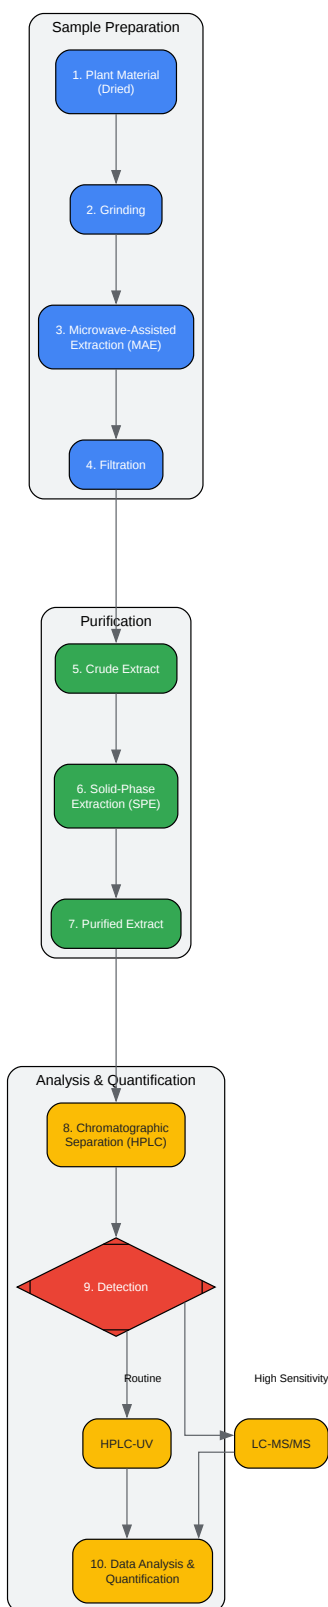 Sample Preparation
1. Plant Material
(Dried)
2. Grinding
3. Microwave-Assisted
Extraction (MAE)
4. Filtration
Purification
5. Crude Extract
6. Solid-Phase
Extraction (SPE)
7. Purified Extract
Analysis & Quantification
8. Chromatographic
Separation (HPLC)
9. Detection
Routine
High Sensitivity
HPLC-UV
LC-MS/MS
10. Data Analysis &
Quantification